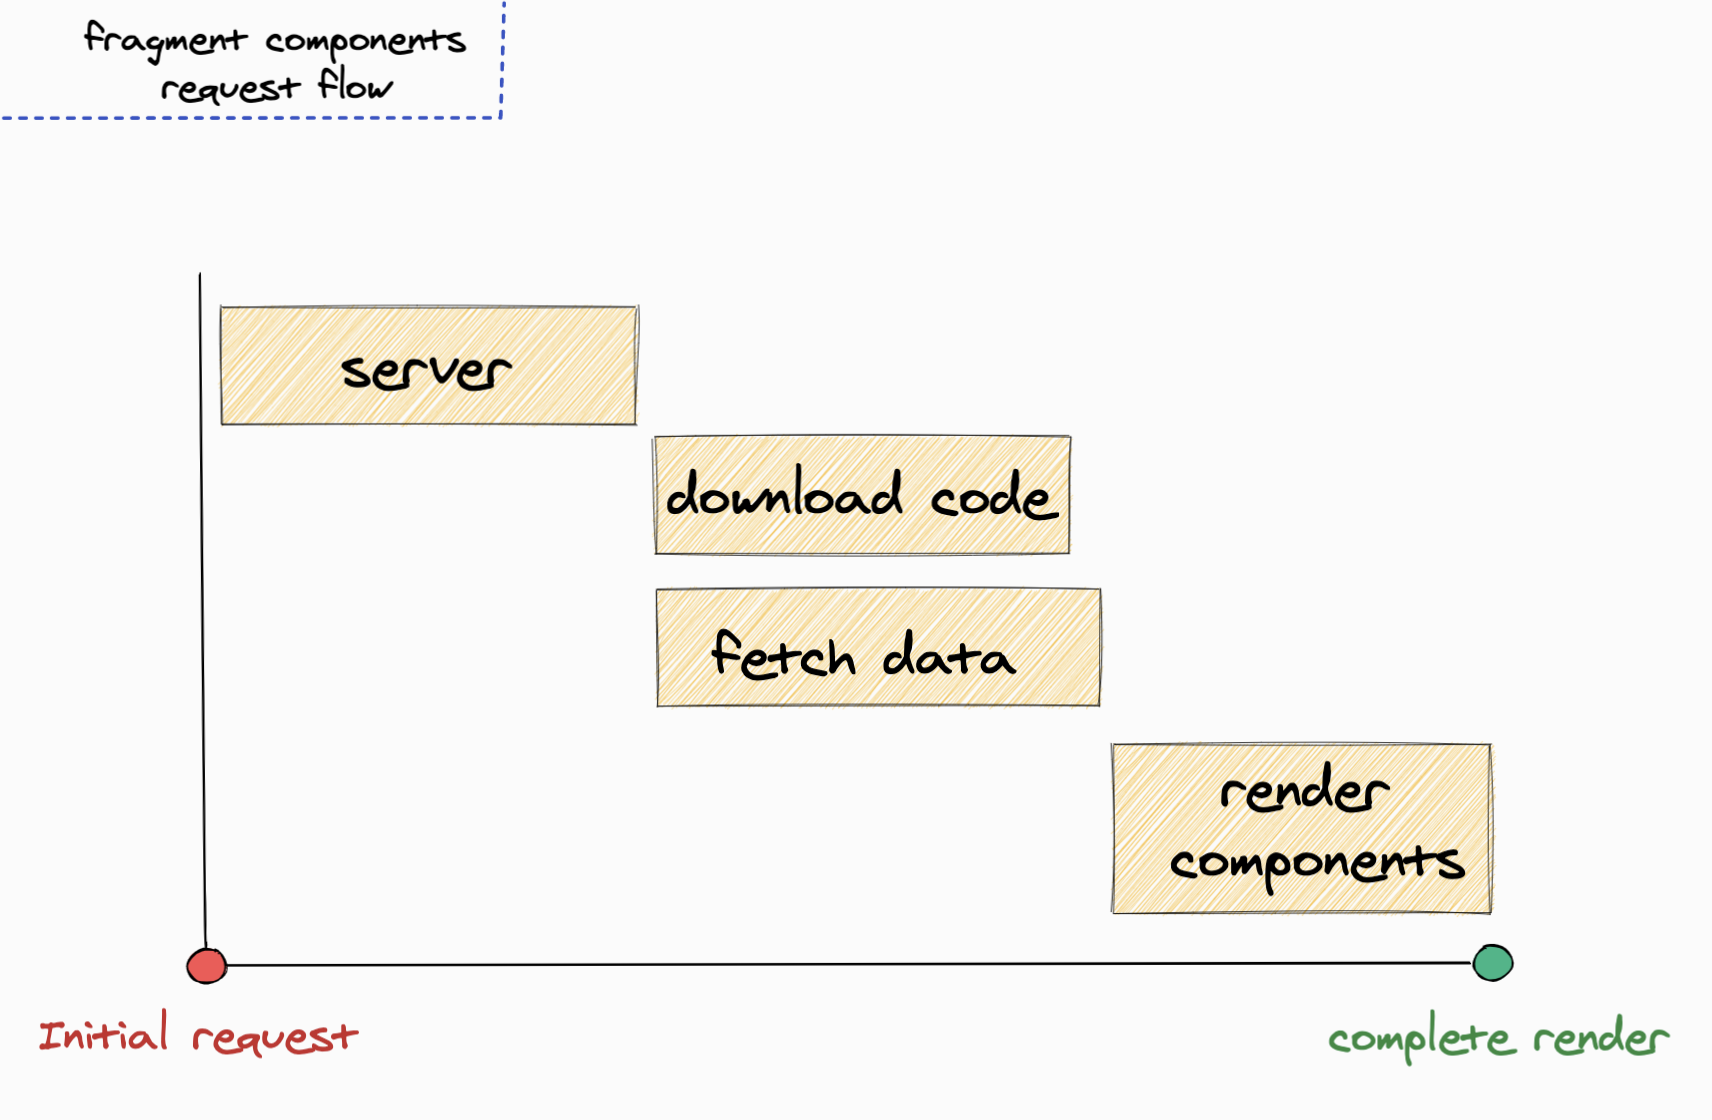 fragment components
request flow
server
download code
fetch data
render
components
Initial request
complete render